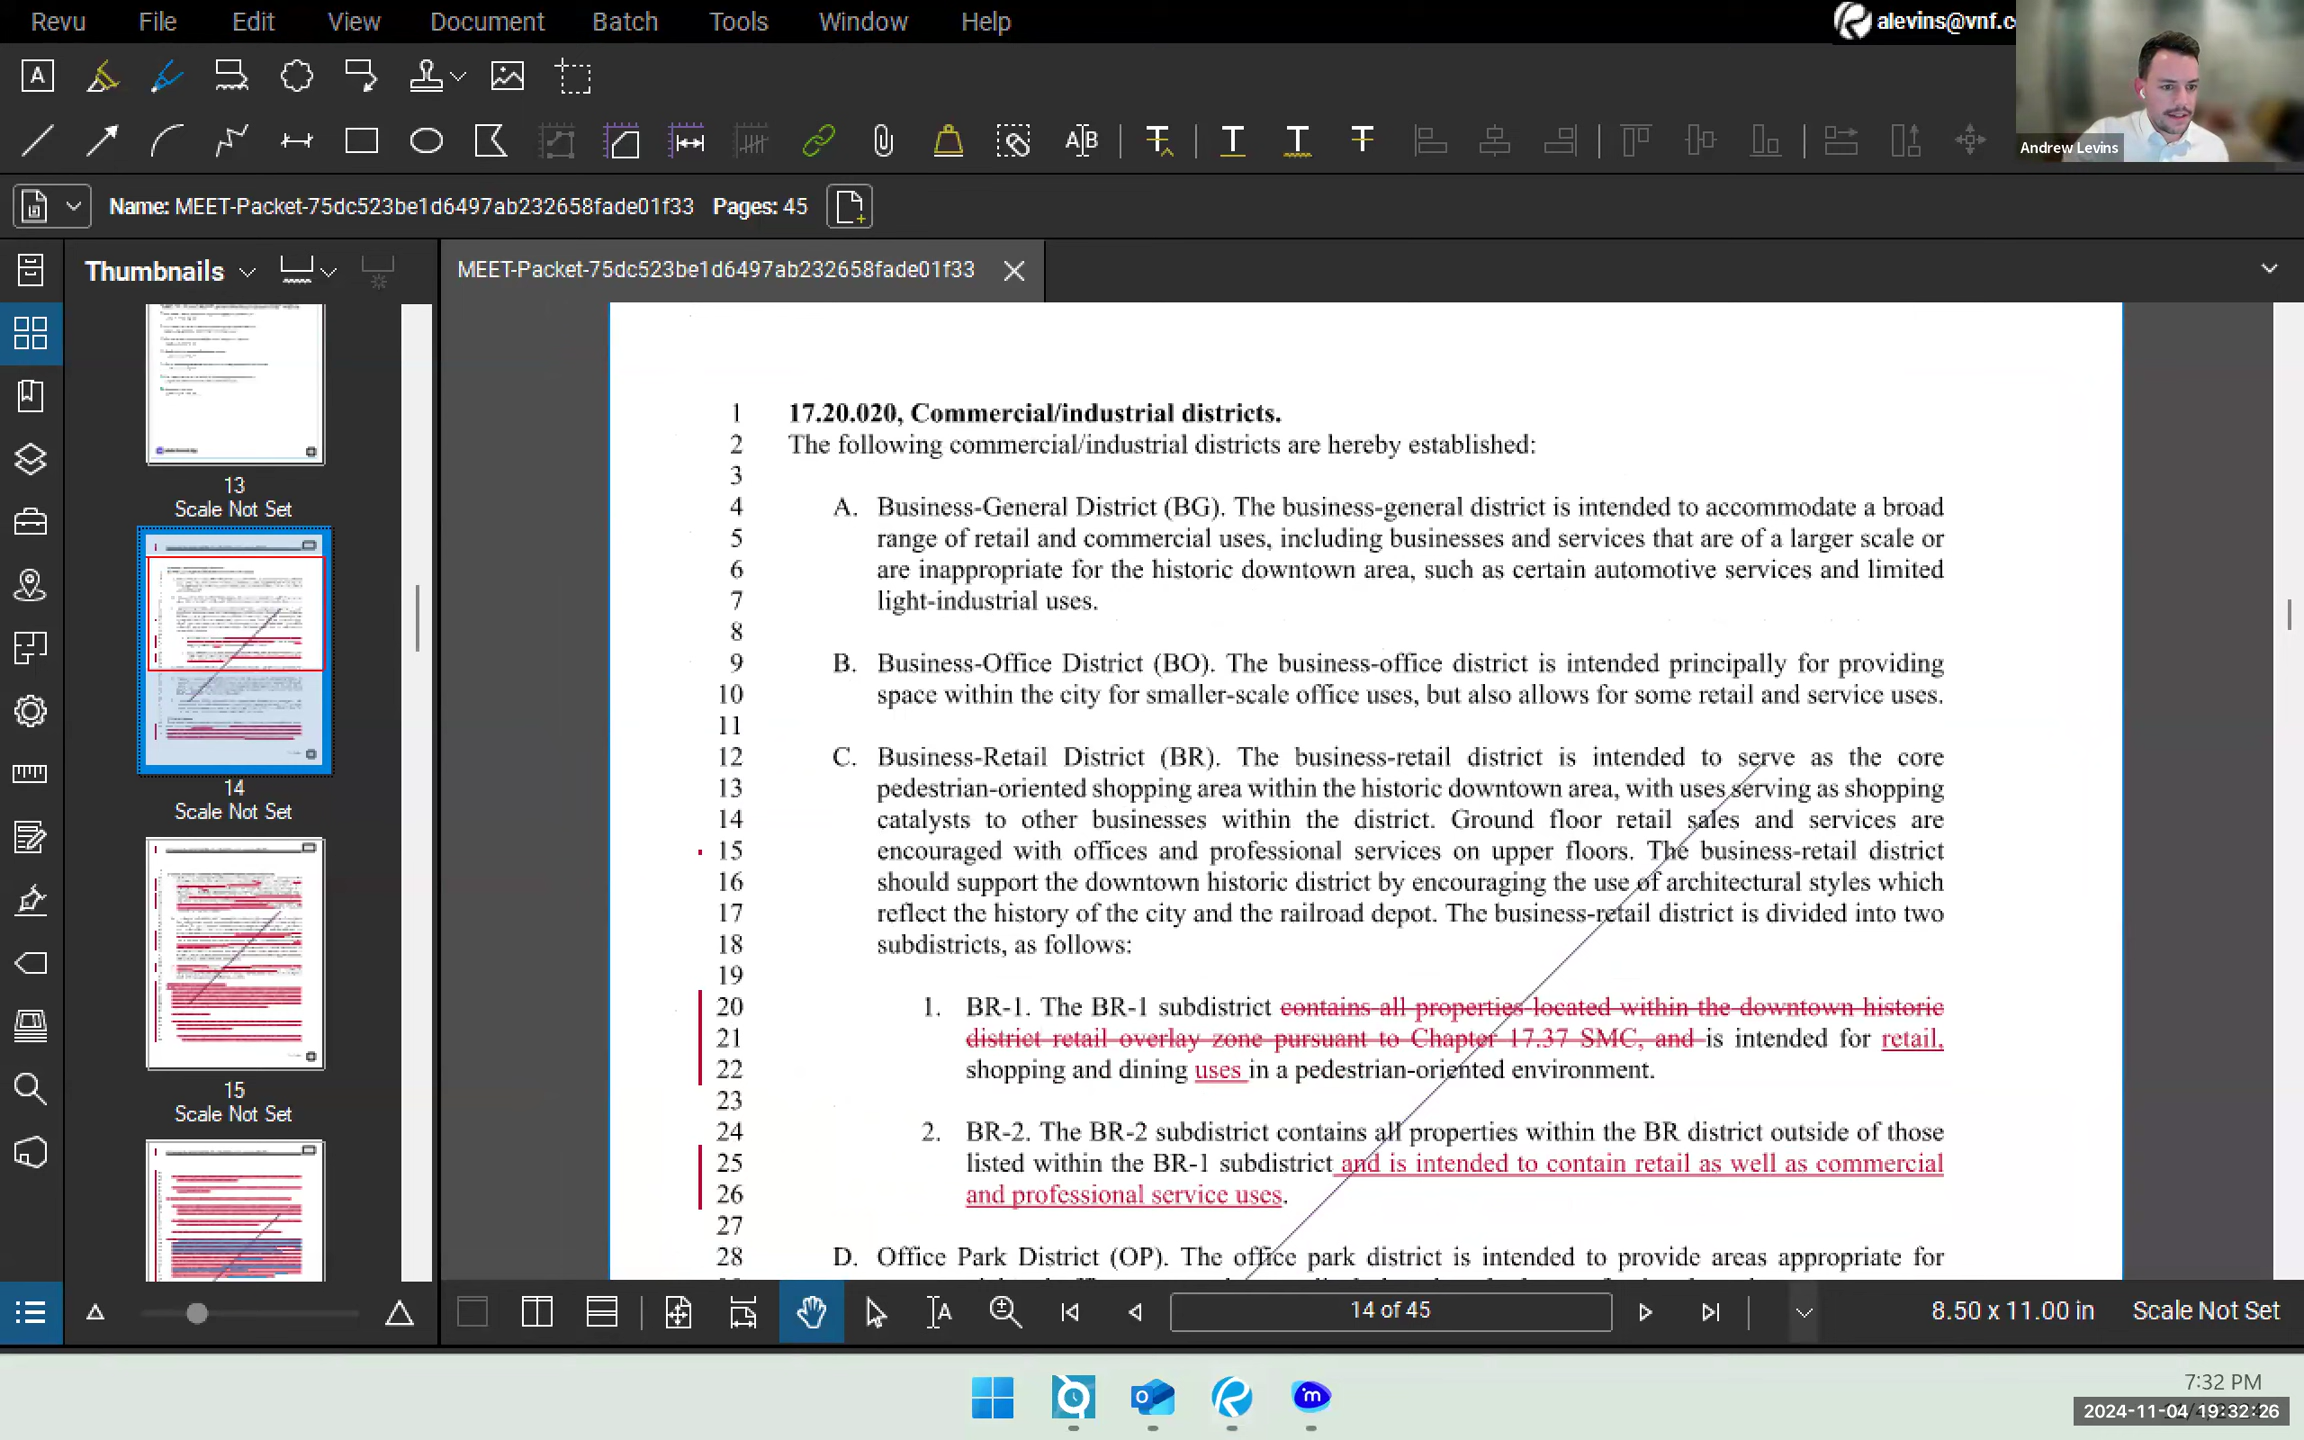 Revu File Edit View Document Batch Tools Window Help
alevins@vnf.c
Andrew Levins
Name: MEET-Packet-75dc523be1d6497ab232658fade01f33 Pages: 45
Thumbnails
MEET-Packet-75dc523be1d6497ab232658fade01f33
13
Scale Not Set
14
Scale Not Set
15
Scale Not Set
1 17.20.020, Commercial/industrial districts.
2 The following commercial/industrial districts are hereby established:
3
4 A. Business-General District (BG). The business-general district is intended to accommodate a broad
5 range of retail and commercial uses, including businesses and services that are of a larger scale or
6 are inappropriate for the historic downtown area, such as certain automotive services and limited
7 light-industrial uses.
8
9 B. Business-Office District (BO). The business-office district is intended principally for providing
10 space within the city for smaller-scale office uses, but also allows for some retail and service uses.
11
12 C. Business-Retail District (BR). The business-retail district is intended to serve as the core
13 pedestrian-oriented shopping area within the historic downtown area, with uses serving as shopping
14 catalysts to other businesses within the district. Ground floor retail sales and services are
15 encouraged with offices and professional services on upper floors. The business-retail district
16 should support the downtown historic district by encouraging the use of architectural styles which
17 reflect the history of the city and the railroad depot. The business-retail district is divided into two
18 subdistricts, as follows:
19
20 1. BR-1. The BR-1 subdistrict contains all properties located within the downtown historic
21 district retail overlay zone pursuant to Chapter 17.37 SMC, and is intended for retail,
22 shopping and dining uses in a pedestrian-oriented environment.
23
24 2. BR-2. The BR-2 subdistrict contains all properties within the BR district outside of those
25 listed within the BR-1 subdistrict and is intended to contain retail as well as commercial
26 and professional service uses.
27
28 D. Office Park District (OP). The office park district is intended to provide areas appropriate for
14 of 45
8.50 x 11.00 in Scale Not Set
7:32 PM
2024-11-04 19:32:26